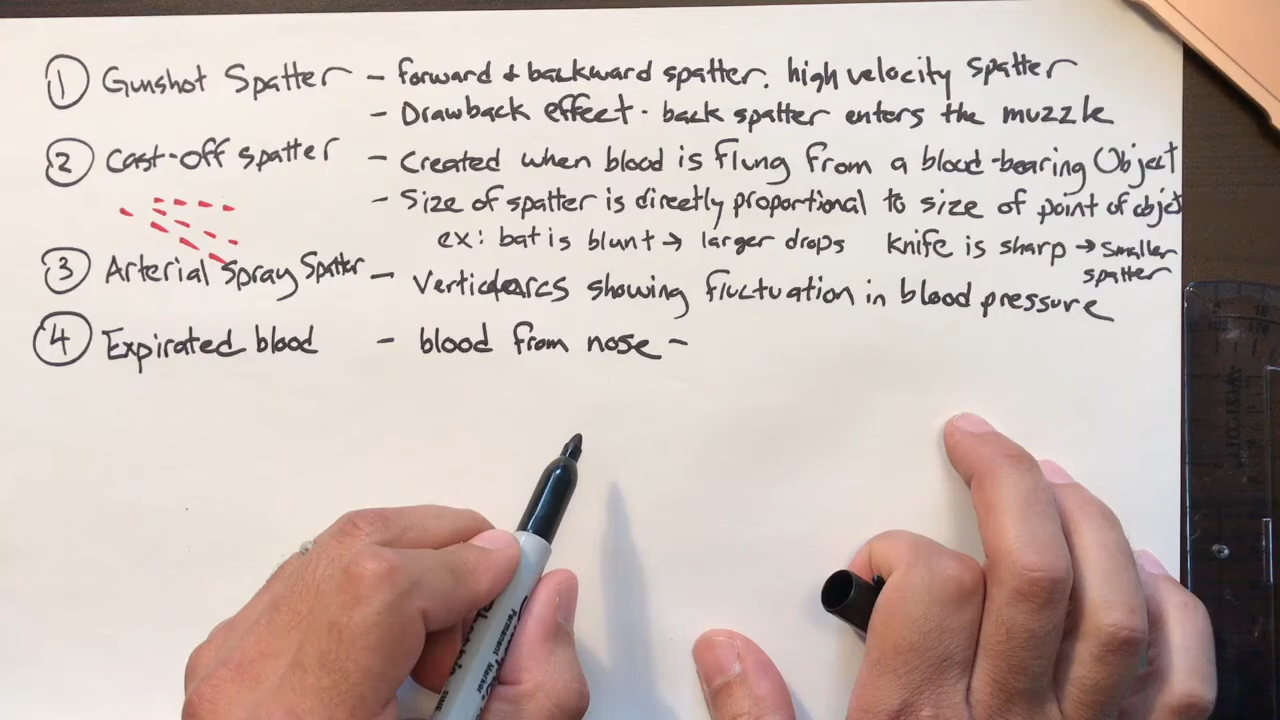 ① Gunshot Spatter - forward & backward spatter. high velocity spatter
- Drawback effect. back spatter enters the muzzle
② Cast-off spatter - Created when blood is flung from a blood-bearing Object
- Size of spatter is directly proportional to size of point of object
ex: bat is blunt → larger drops knife is sharp → smaller spatter
③ Arterial Spray Spatter - Vertical arcs showing fluctuation in blood pressure
④ Expirated blood - blood from nose -
Permanent Marker